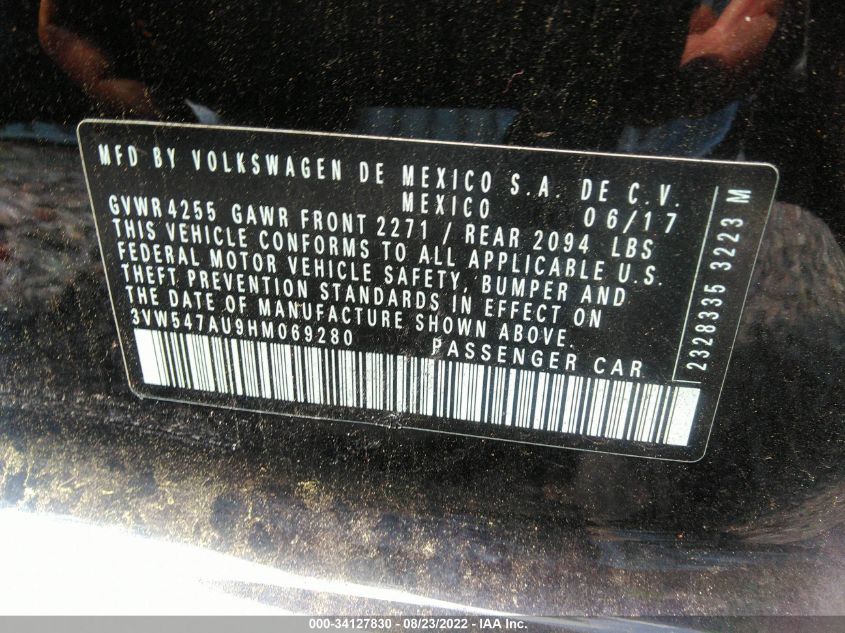 MFD BY VOLKSWAGEN DE MEXICO S.A. DE C.V.
MEXICO 06/17
GVWR 4255 GAWR FRONT 2271 / REAR 2094 LBS
THIS VEHICLE CONFORMS TO ALL APPLICABLE U.S.
FEDERAL MOTOR VEHICLE SAFETY, BUMPER AND
THEFT PREVENTION STANDARDS IN EFFECT ON
THE DATE OF MANUFACTURE SHOWN ABOVE.
3VW547AU9HM069280 PASSENGER CAR
2328335 3223 M
000-34127830 - 08/23/2022 - IAA Inc.